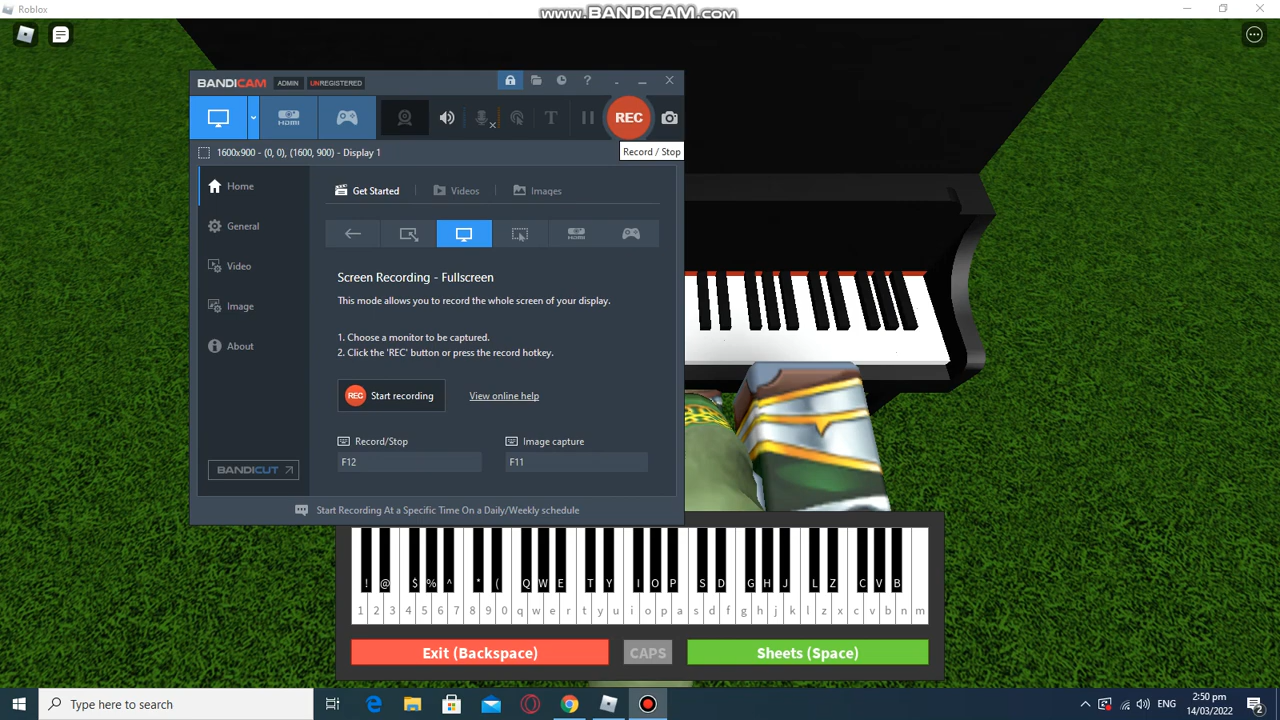 Roblox
www.BANDICAM.com
BANDICAM ADMIN UNREGISTERED
HDMI T REC
Record / Stop
1600x900 - (0, 0), (1600, 900) - Display 1
Home
General
Video
Image
About
BANDICUT
Get Started Videos Images
HDMI
Screen Recording - Fullscreen
This mode allows you to record the whole screen of your display.
1. Choose a monitor to be captured.
2. Click the 'REC' button or press the record hotkey.
REC Start recording View online help
Record/Stop Image capture
F12 F11
Start Recording At a Specific Time On a Daily/Weekly schedule
! @ $ % ^ * ( Q W E T Y I O P S D G H J L Z C V B
1 2 3 4 5 6 7 8 9 0 q w e r t y u i o p a s d f g h j k l z x c v b n m
Exit (Backspace) CAPS Sheets (Space)
Type here to search
ENG
2:50 pm
14/03/2022
2